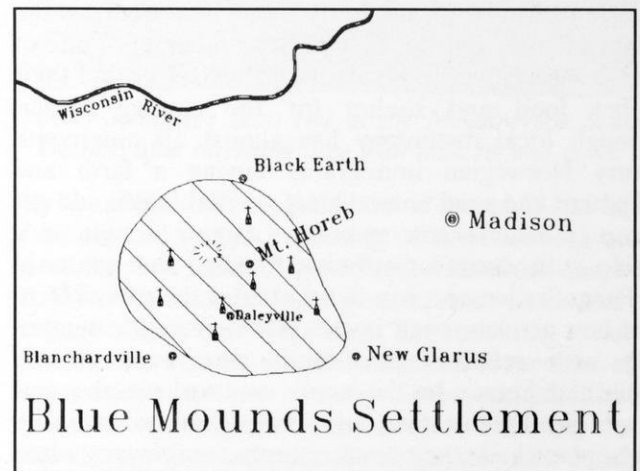 Wisconsin River
Black Earth
Mt. Horeb
Madison
Daleyville
Blanchardville
New Glarus
Blue Mounds Settlement